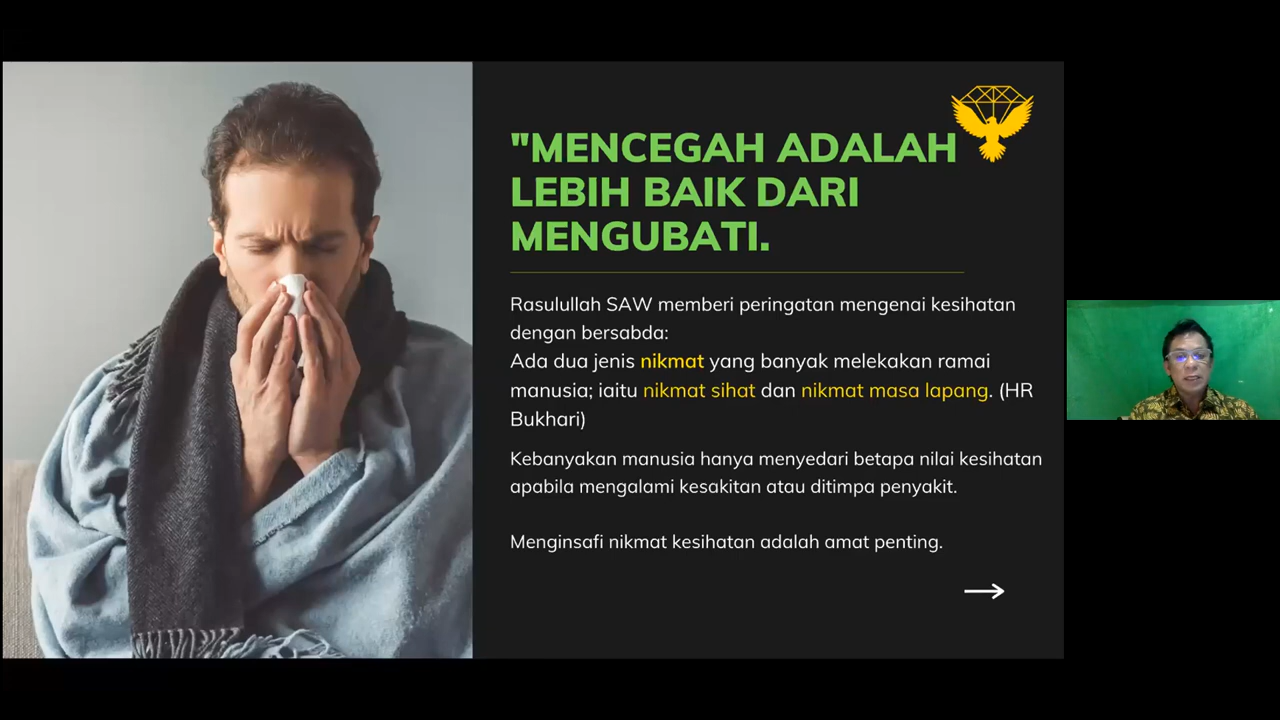 "MENCEGAH ADALAH
LEBIH BAIK DARI
MENGUBATI.
Rasulullah SAW memberi peringatan mengenai kesihatan
dengan bersabda:
Ada dua jenis nikmat yang banyak melekakan ramai
manusia; iaitu nikmat sihat dan nikmat masa lapang. (HR
Bukhari)
Kebanyakan manusia hanya menyedari betapa nilai kesihatan
apabila mengalami kesakitan atau ditimpa penyakit.
Menginsafi nikmat kesihatan adalah amat penting.